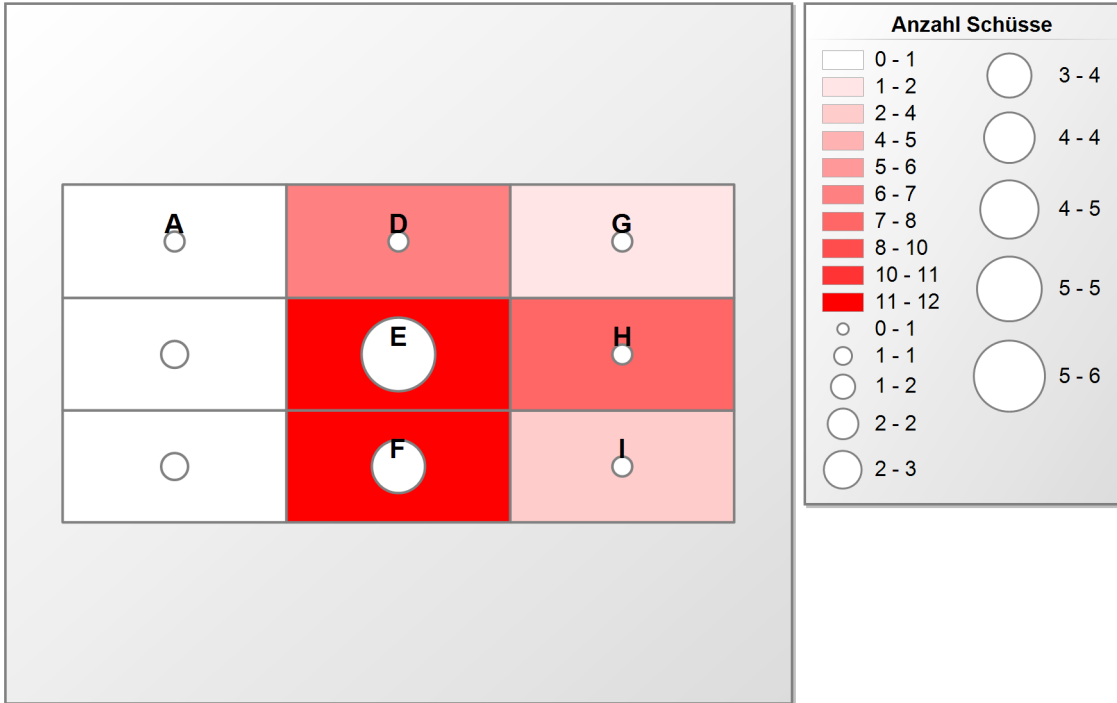 A D G
E H
F I
Anzahl Schüsse
0 - 1
1 - 2
2 - 4
4 - 5
5 - 6
6 - 7
7 - 8
8 - 10
10 - 11
11 - 12
0 - 1
1 - 1
1 - 2
2 - 2
2 - 3
3 - 4
4 - 4
4 - 5
5 - 5
5 - 6